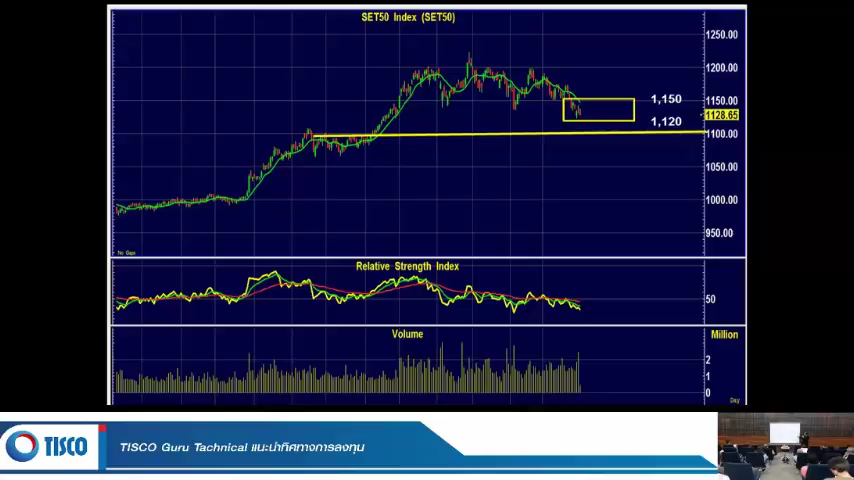 SET50 Index (SET50)
1250.00
1200.00
1,150
1150.00
1128.65
1,120
1100.00
1000.00
950.00
No Gaps
Relative Strength Index
50
Volume
Million
2
1
0
Day
TISCO
TISCO Guru Tachnical แนะนำทิศทางการลงทุน